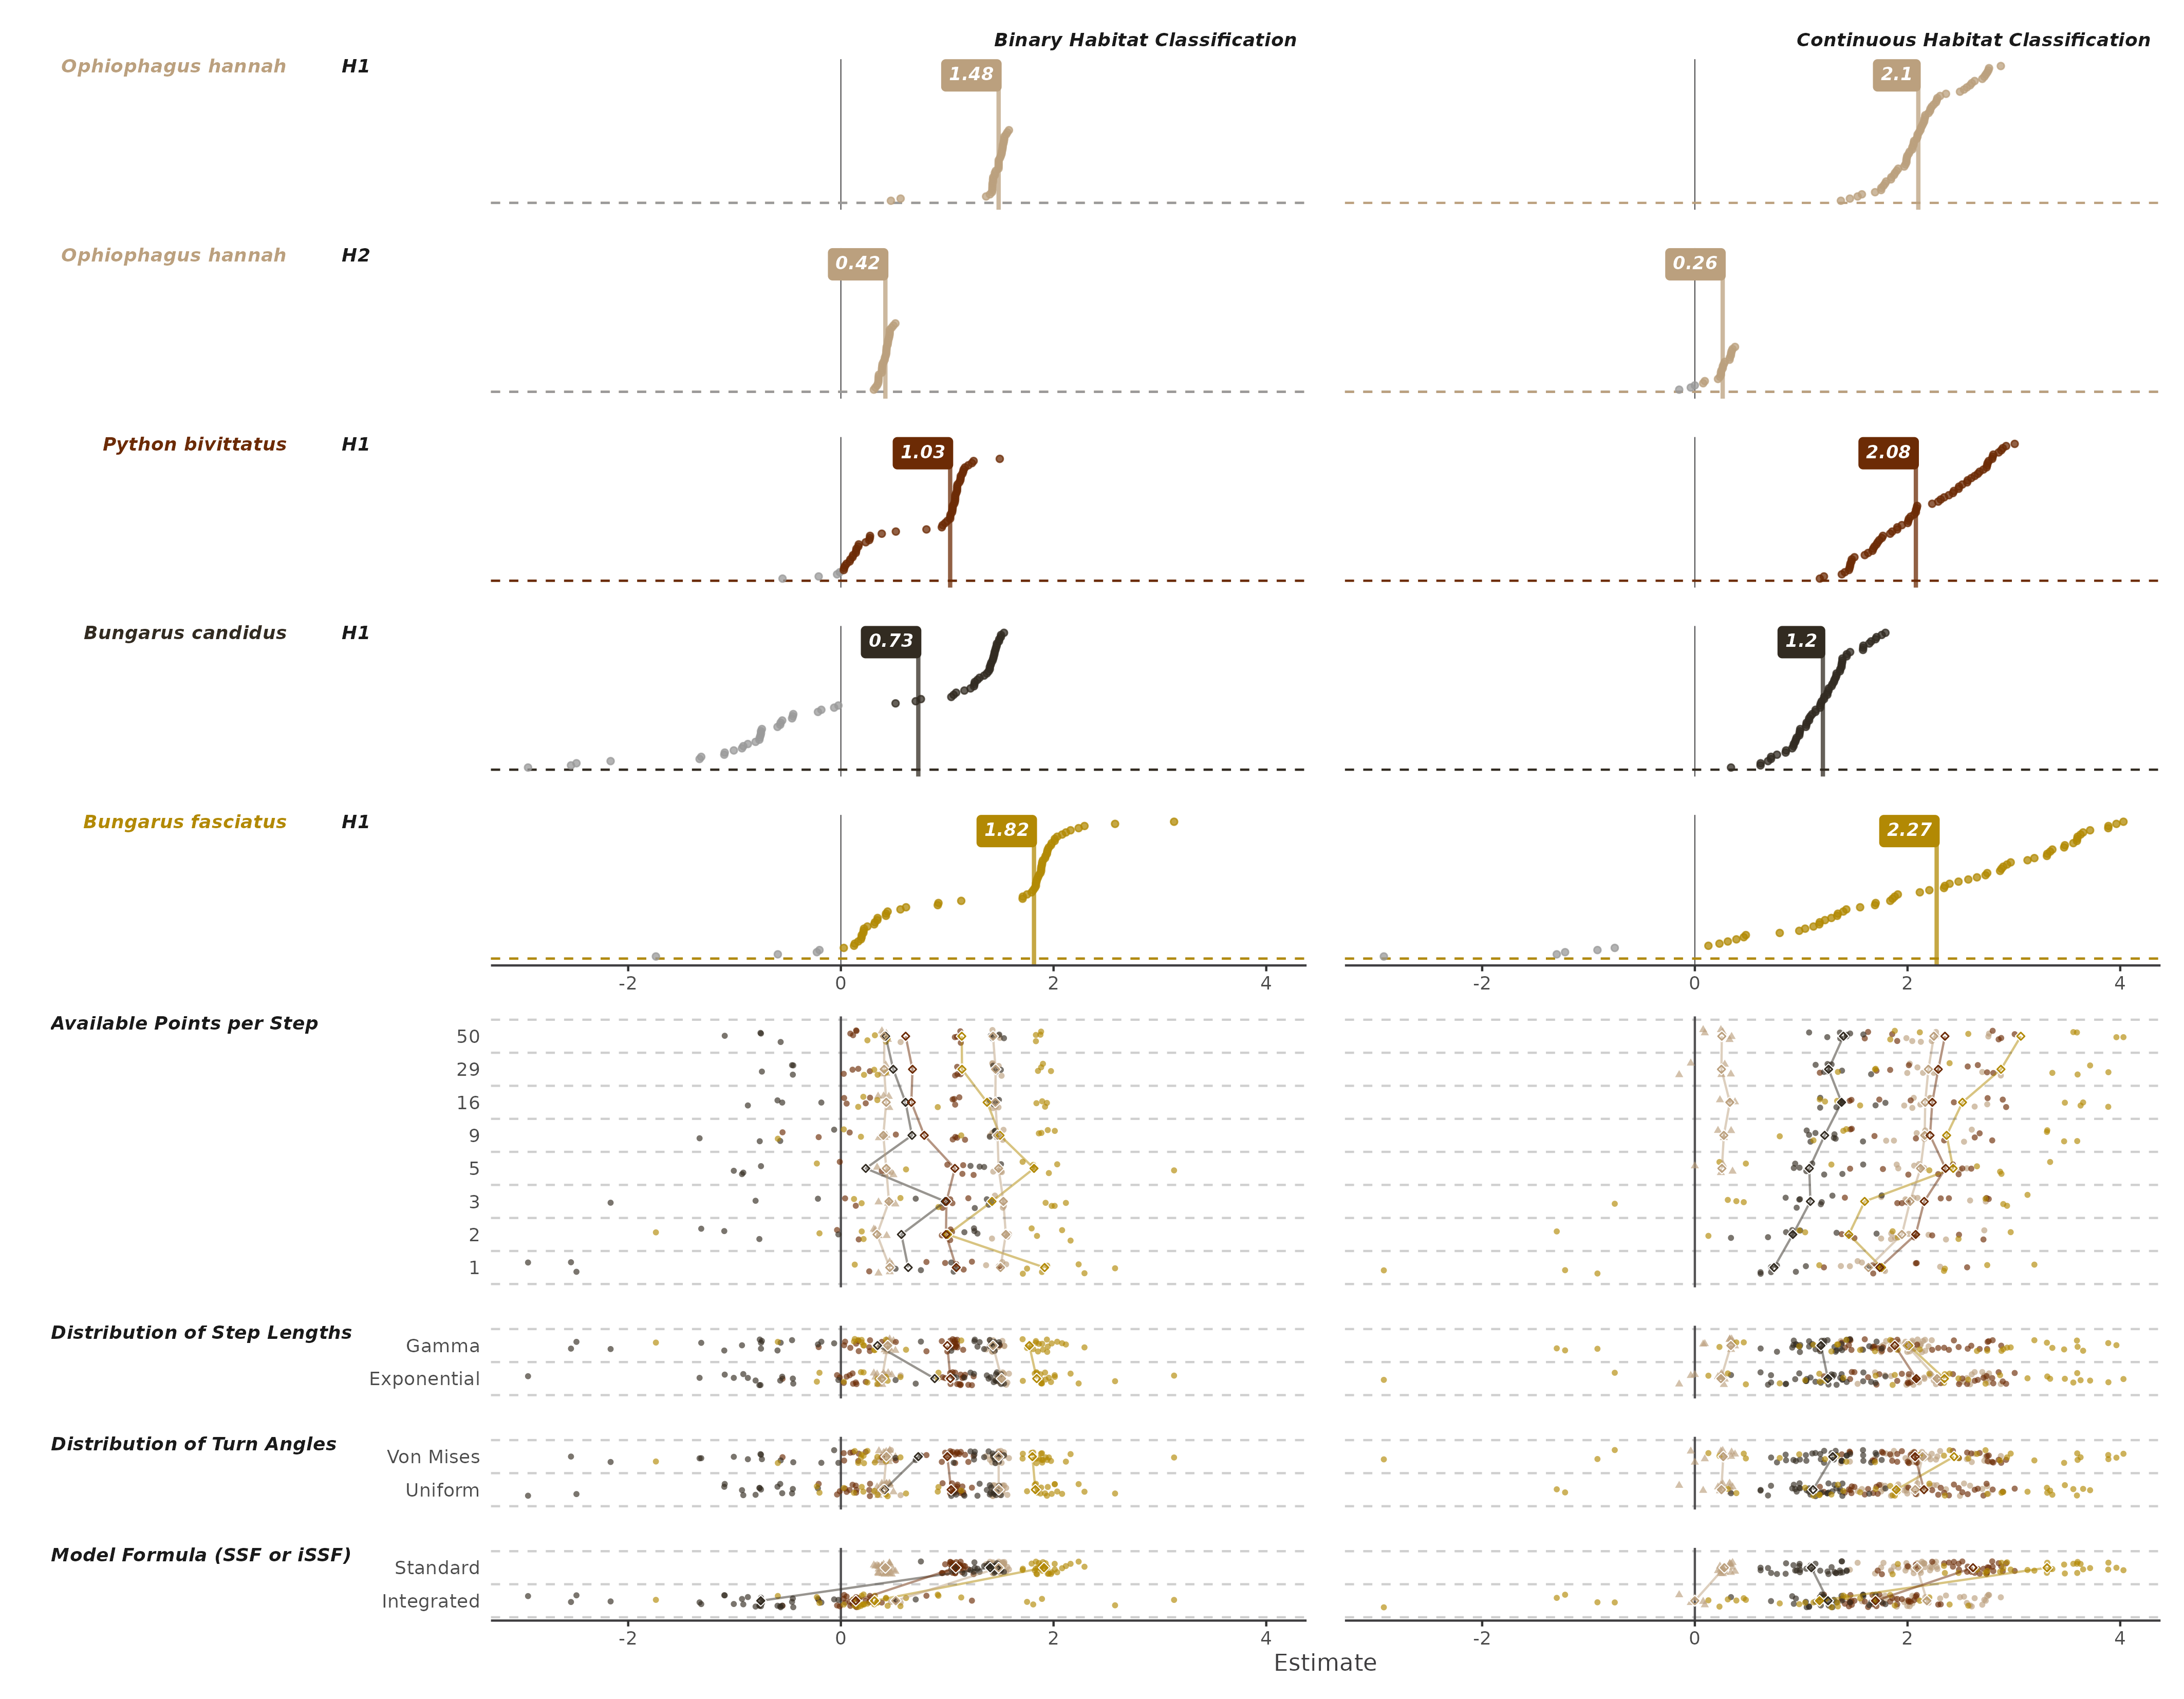 Binary Habitat Classification Continuous Habitat Classification
Ophiophagus hannah H1 1.48 2.1
Ophiophagus hannah H2 0.42 0.26
Python bivittatus H1 1.03 2.08
Bungarus candidus H1 0.73 1.2
Bungarus fasciatus H1 1.82 2.27
-2 0 2 4 -2 0 2 4
Available Points per Step
50
29
16
9
5
3
2
1
Distribution of Step Lengths
Gamma
Exponential
Distribution of Turn Angles
Von Mises
Uniform
Model Formula (SSF or iSSF)
Standard
Integrated
-2 0 2 4 -2 0 2 4
Estimate